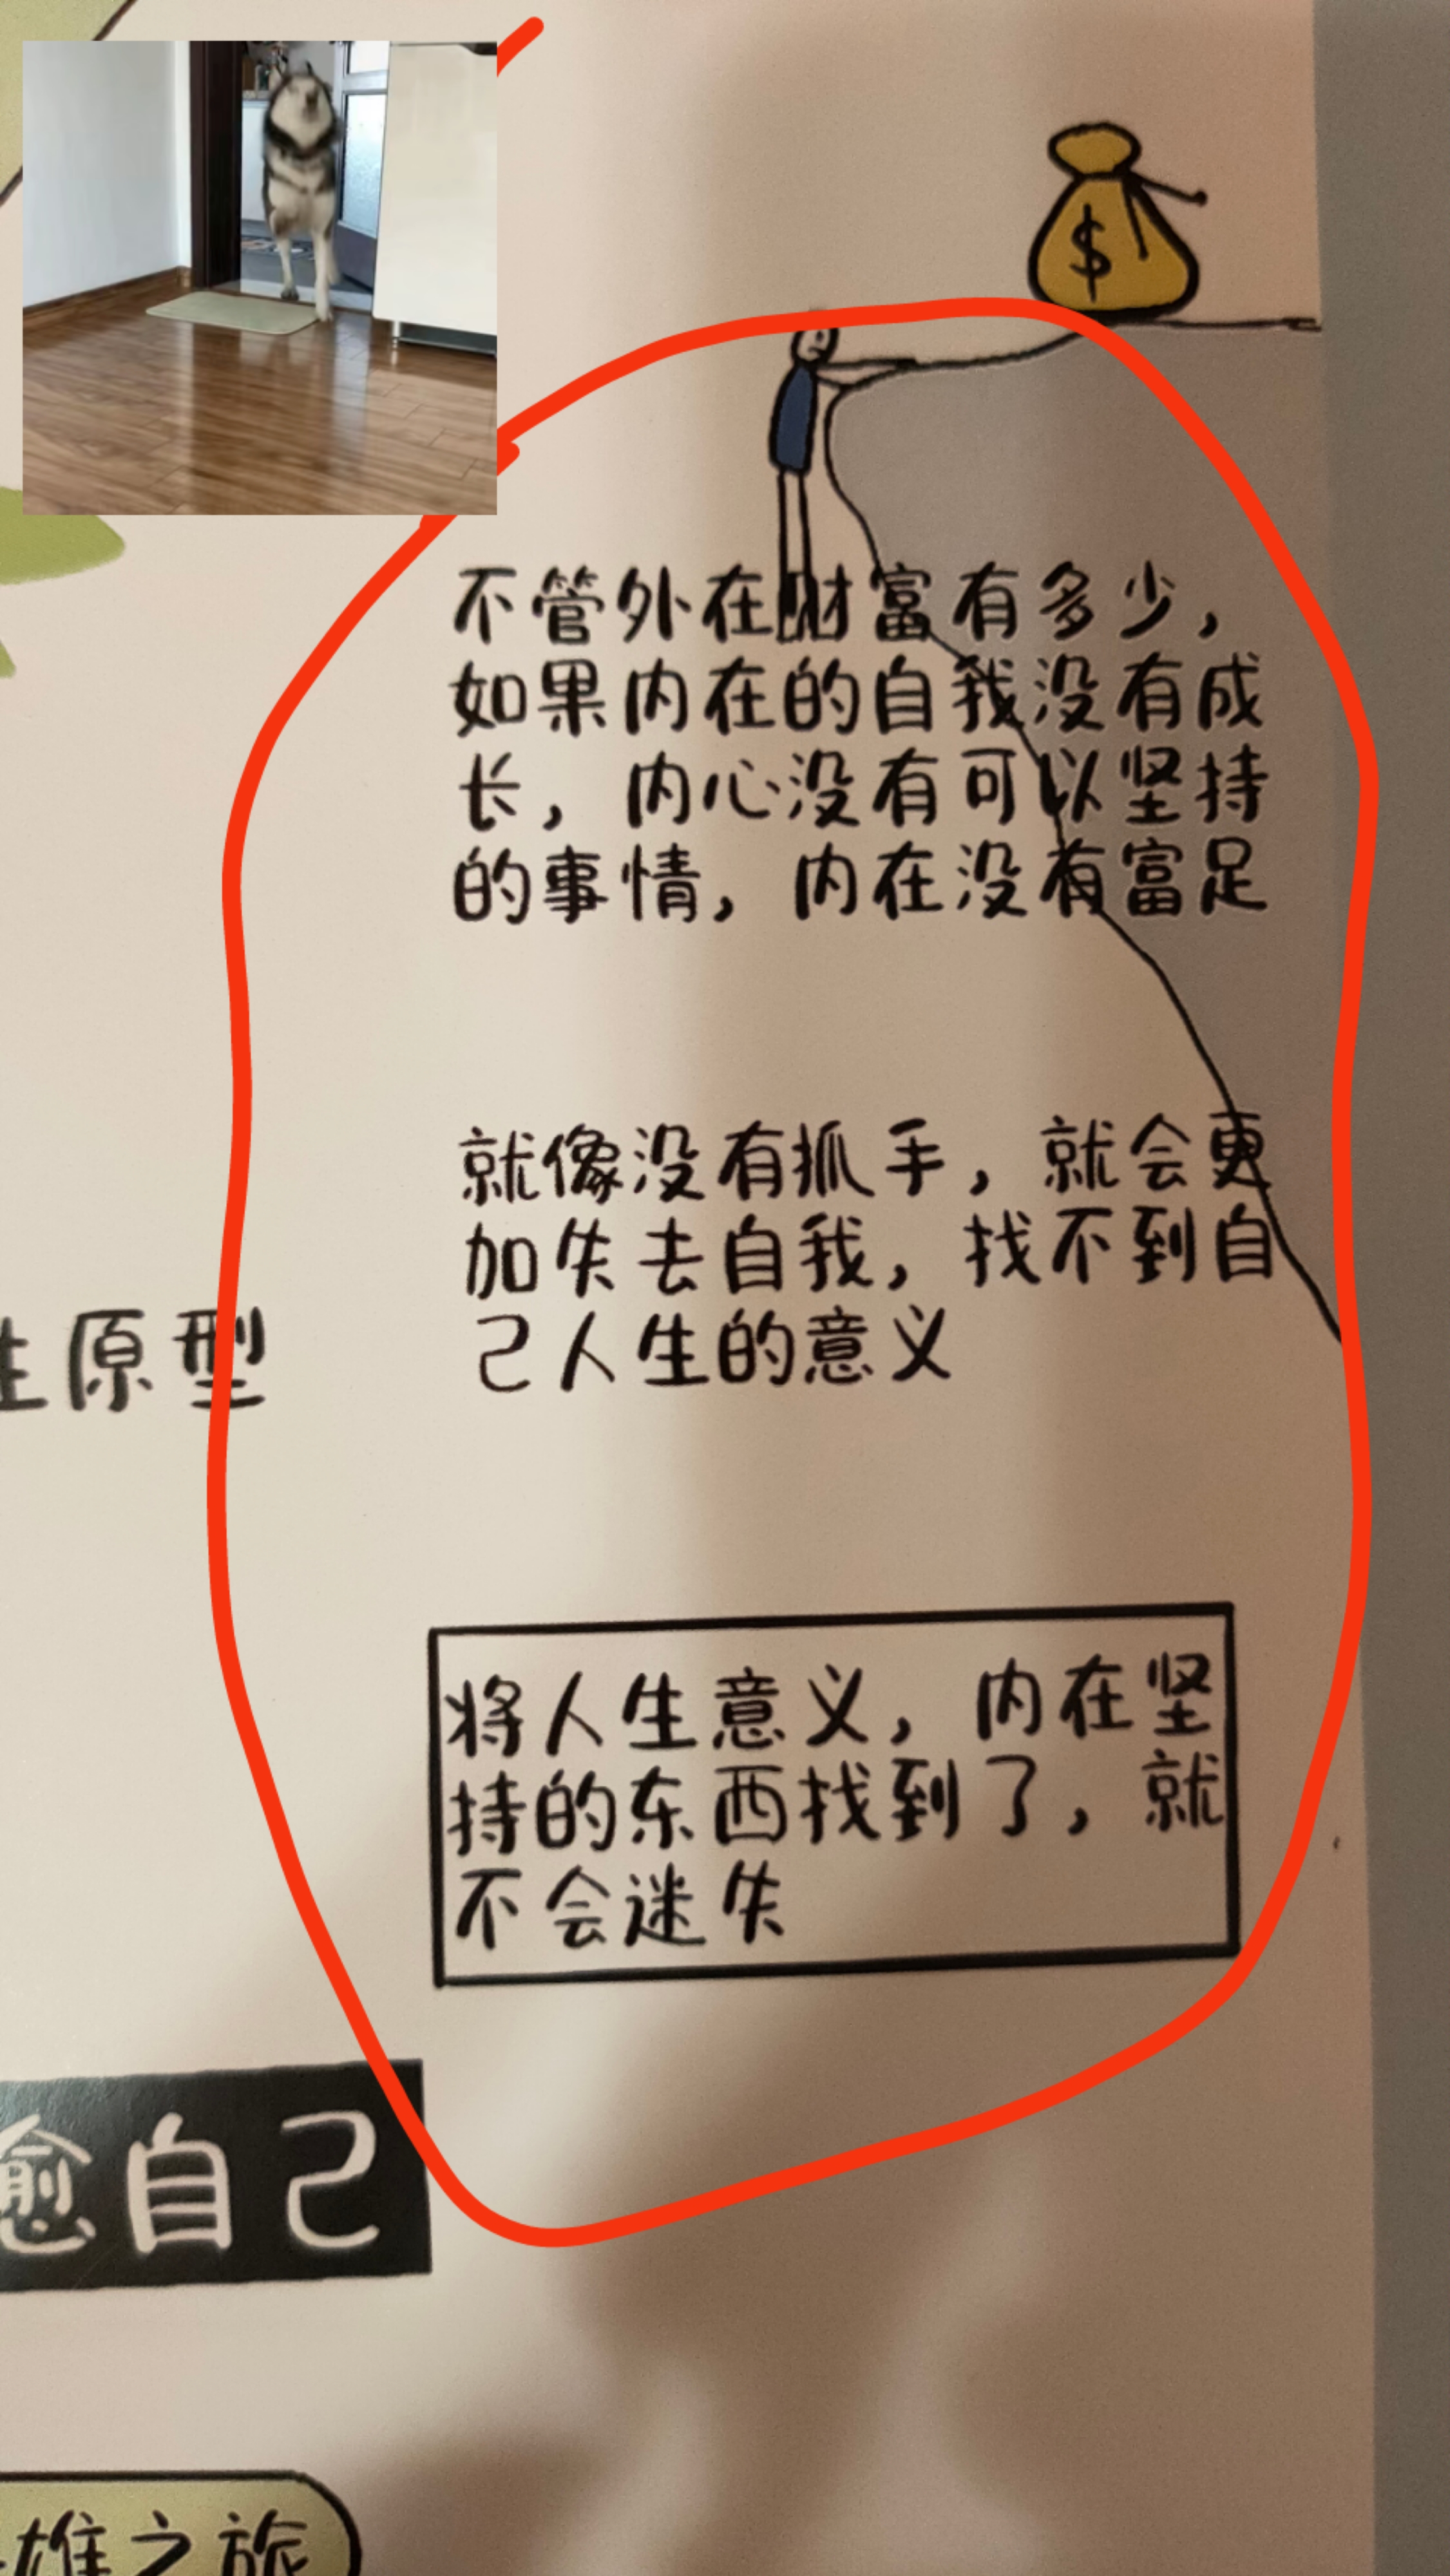 $
不管外在财富有多少，
如果内在的自我没有成
长，内心没有可以坚持
的事情，内在没有富足
就像没有抓手，就会更
加失去自我，找不到自
己人生的意义
原型
将人生意义，内在坚
持的东西找到了，就
不会迷失
愈自己
雄之旅